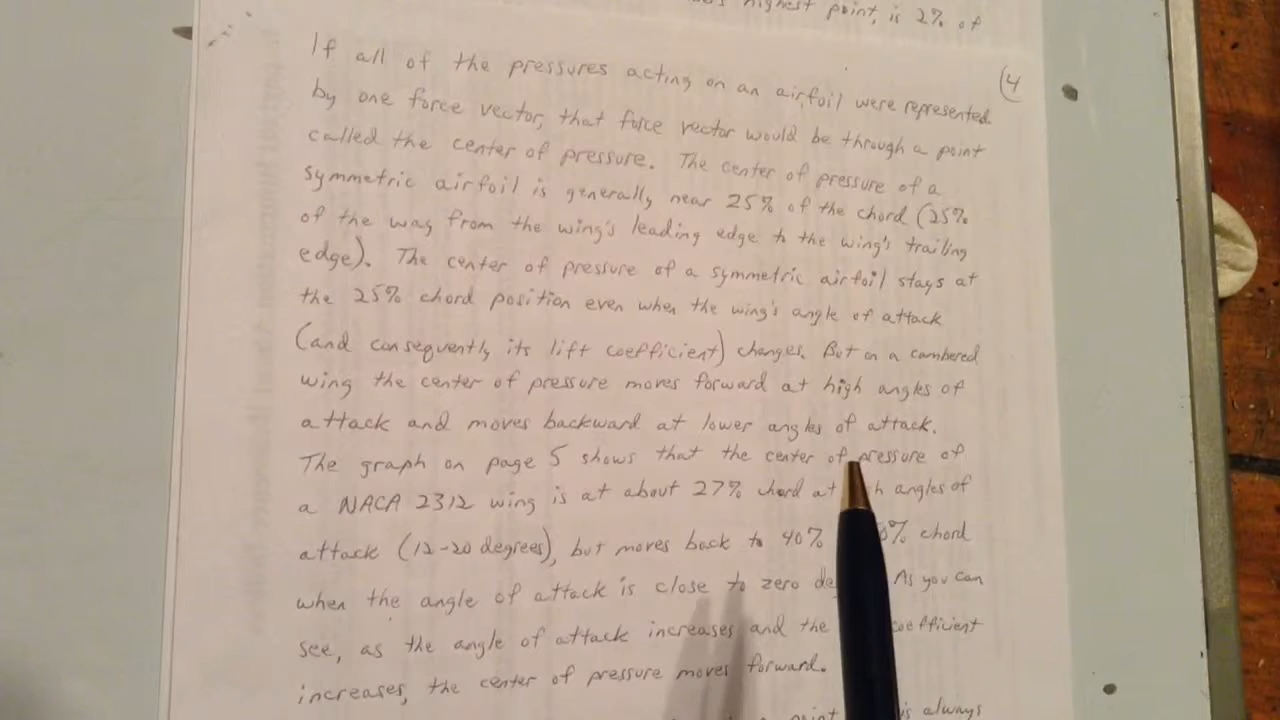 highest point, is 2% of
(4
If all of the pressures acting on an airfoil were represented
by one force vector, that force vector would be through a point
called the center of pressure. The center of pressure of a
symmetric airfoil is generally near 25% of the chord (25%
of the way from the wing's leading edge to the wing's trailing
edge). The center of pressure of a symmetric airfoil stays at
the 25% chord position even when the wing's angle of attack
(and consequently its lift coefficient) changes. But on a cambered
wing the center of pressure moves forward at high angles of
attack and moves backward at lower angles of attack.
The graph on page 5 shows that the center of pressure of
a NACA 2312 wing is at about 27% chord at angles of
attack (12-20 degrees), but moves back to 40% chord
when the angle of attack is close to zero As you can
see, as the angle of attack increases and the coefficient
increases, the center of pressure moves forward.
point is always